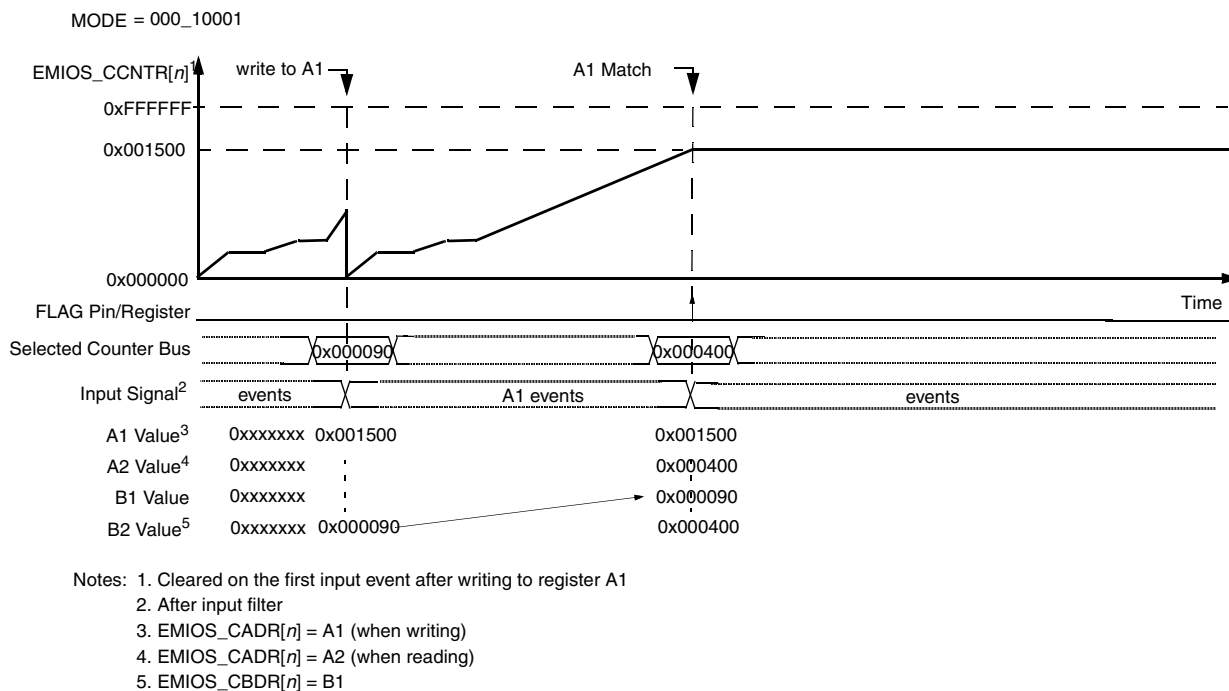 MODE = 000_10001
EMIOS_CCNTR[n]1 write to A1 A1 Match
0xFFFFFF
0x001500
0x000000
Time
FLAG Pin/Register
Selected Counter Bus 0x000090 0x000400
Input Signal2 events A1 events events
A1 Value3 0xxxxxxx 0x001500 0x001500
A2 Value4 0xxxxxxx 0x000400
B1 Value 0xxxxxxx 0x000090
B2 Value5 0xxxxxxx 0x000090 0x000400
Notes: 1. Cleared on the first input event after writing to register A1
2. After input filter
3. EMIOS_CADR[n] = A1 (when writing)
4. EMIOS_CADR[n] = A2 (when reading)
5. EMIOS_CBDR[n] = B1